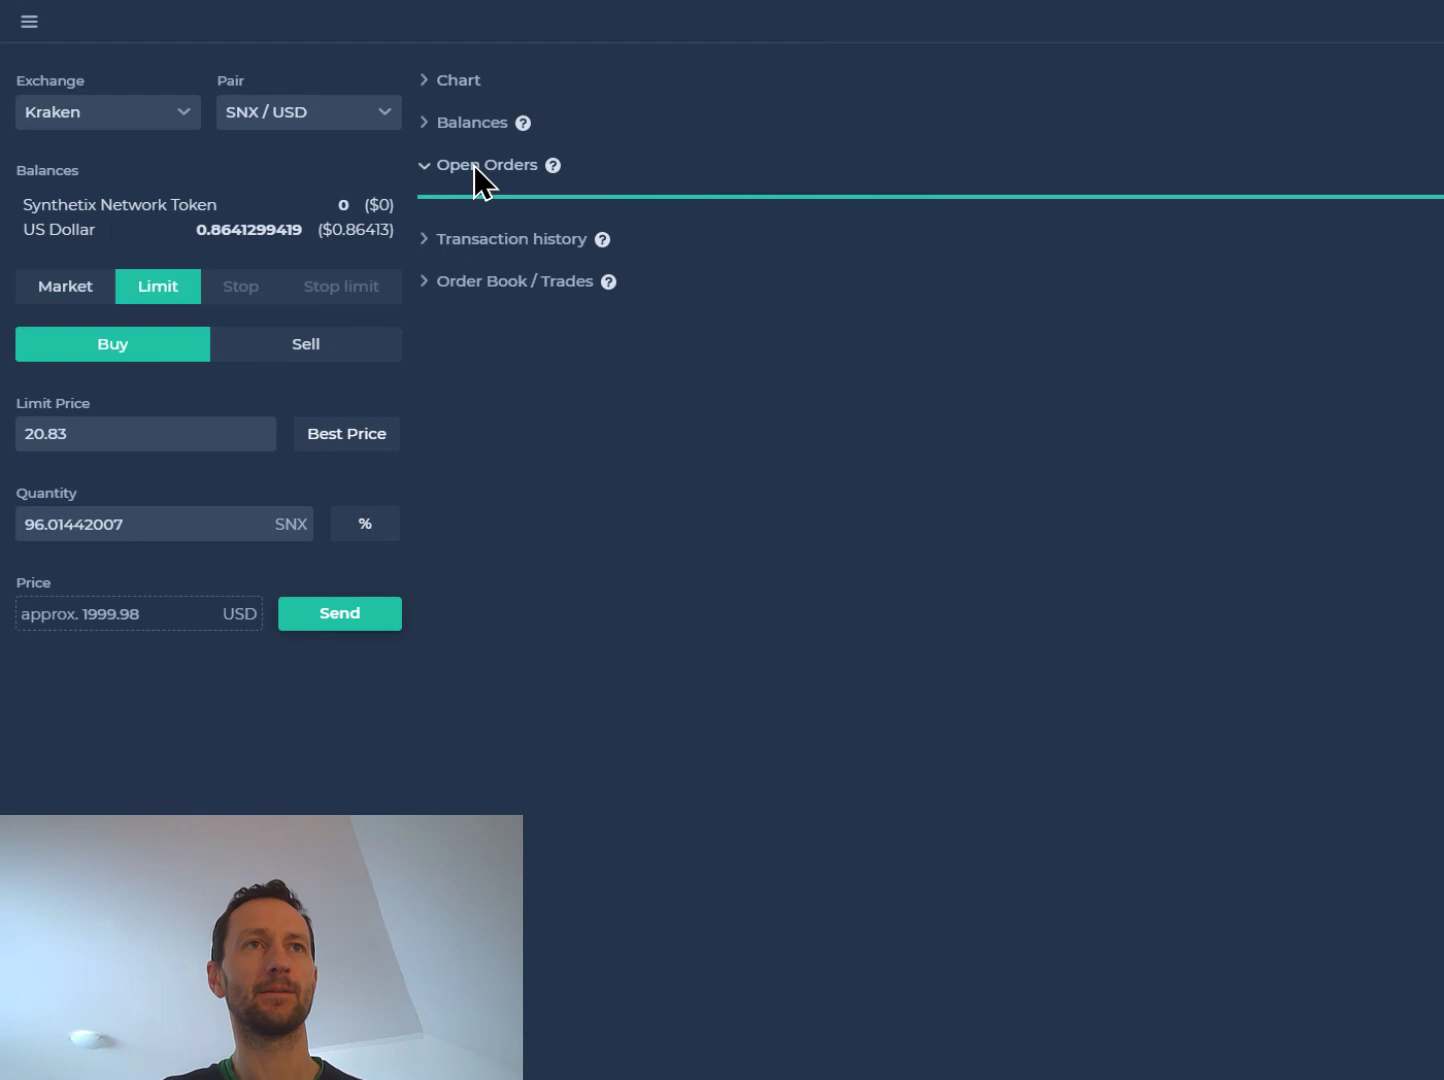 Exchange
Pair
Kraken
SNX / USD
Balances
Synthetix Network Token 0 ($0)
US Dollar 0.8641299419 ($0.86413)
Market Limit Stop Stop limit
Buy Sell
Limit Price
20.83 Best Price
Quantity
96.01442007 SNX %
Price
approx. 1999.98 USD Send
Chart
Balances ?
Open Orders ?
Transaction history ?
Order Book / Trades ?